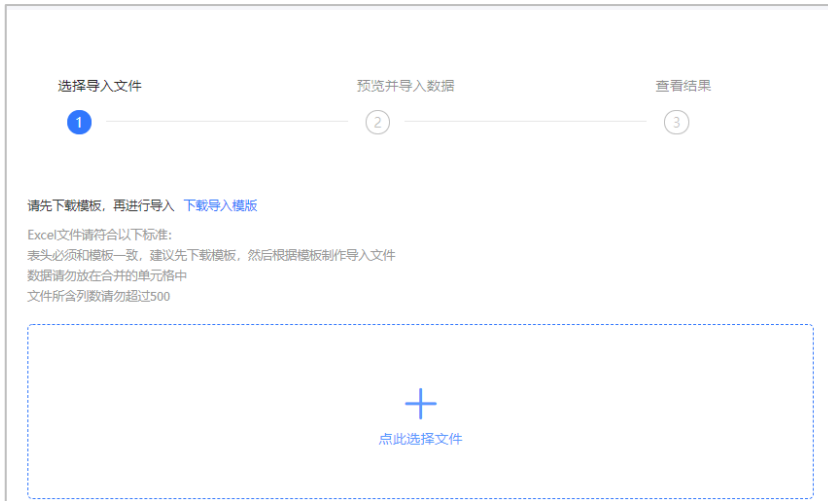 选择导入文件 预览并导入数据 查看结果
1 2 3
请先下载模板，再进行导入 下载导入模版
Excel文件请符合以下标准：
表头必须和模板一致，建议先下载模板，然后根据模板制作导入文件
数据请勿放在合并的单元格中
文件所含列数请勿超过500
点此选择文件